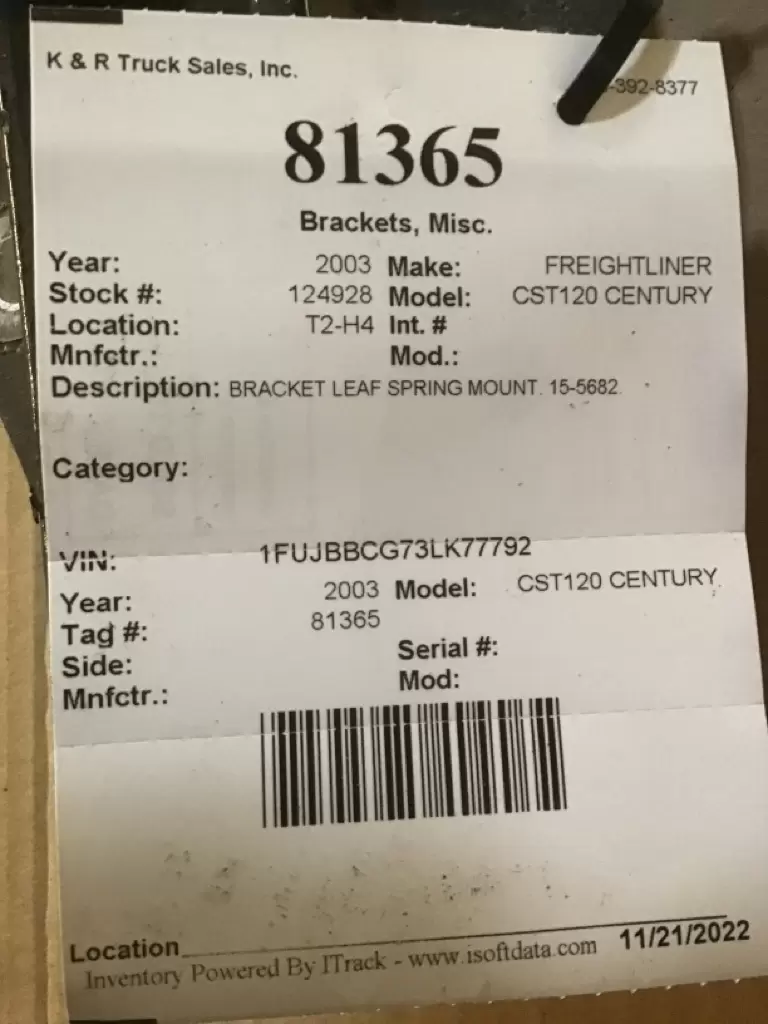 K & R Truck Sales, Inc.
-392-8377
81365
Brackets, Misc.
Year: 2003 Make: FREIGHTLINER
Stock #: 124928 Model: CST120 CENTURY
Location: T2-H4 Int. #
Mnfctr.: Mod.:
Description: BRACKET LEAF SPRING MOUNT. 15-5682.
Category:
VIN: 1FUJBBCG73LK77792
Year: 2003 Model: CST120 CENTURY
Tag #: 81365
Side: Serial #:
Mnfctr.: Mod:
Location
11/21/2022
Inventory Powered By ITrack - www.isoftdata.com